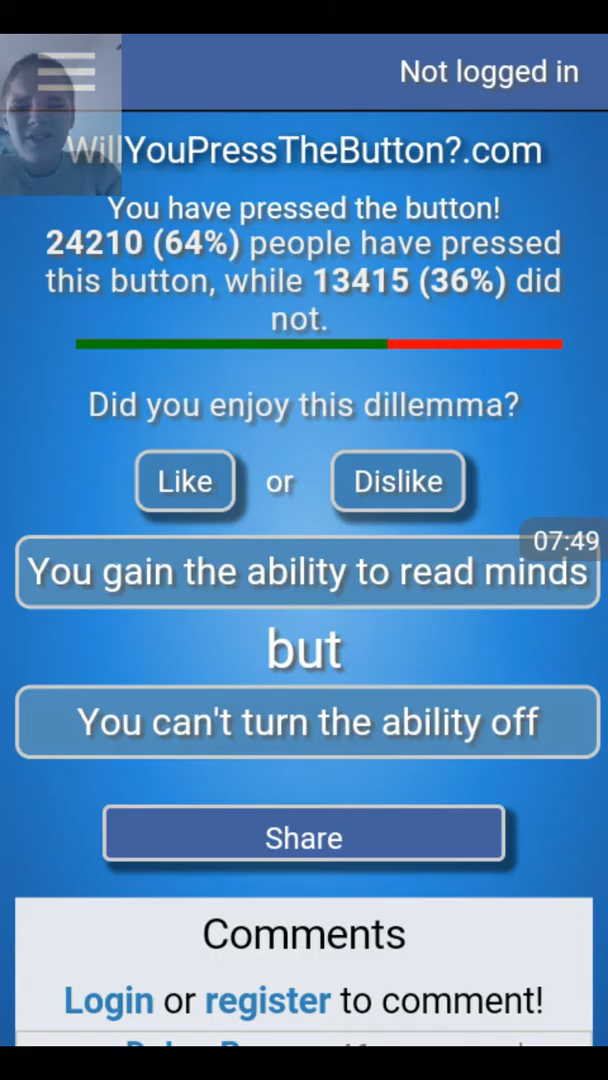 Not logged in
WillYouPressTheButton?.com
You have pressed the button!
24210 (64%) people have pressed
this button, while 13415 (36%) did
not.
Did you enjoy this dillemma?
Like or Dislike
07:49
You gain the ability to read minds
but
You can't turn the ability off
Share
Comments
Login or register to comment!